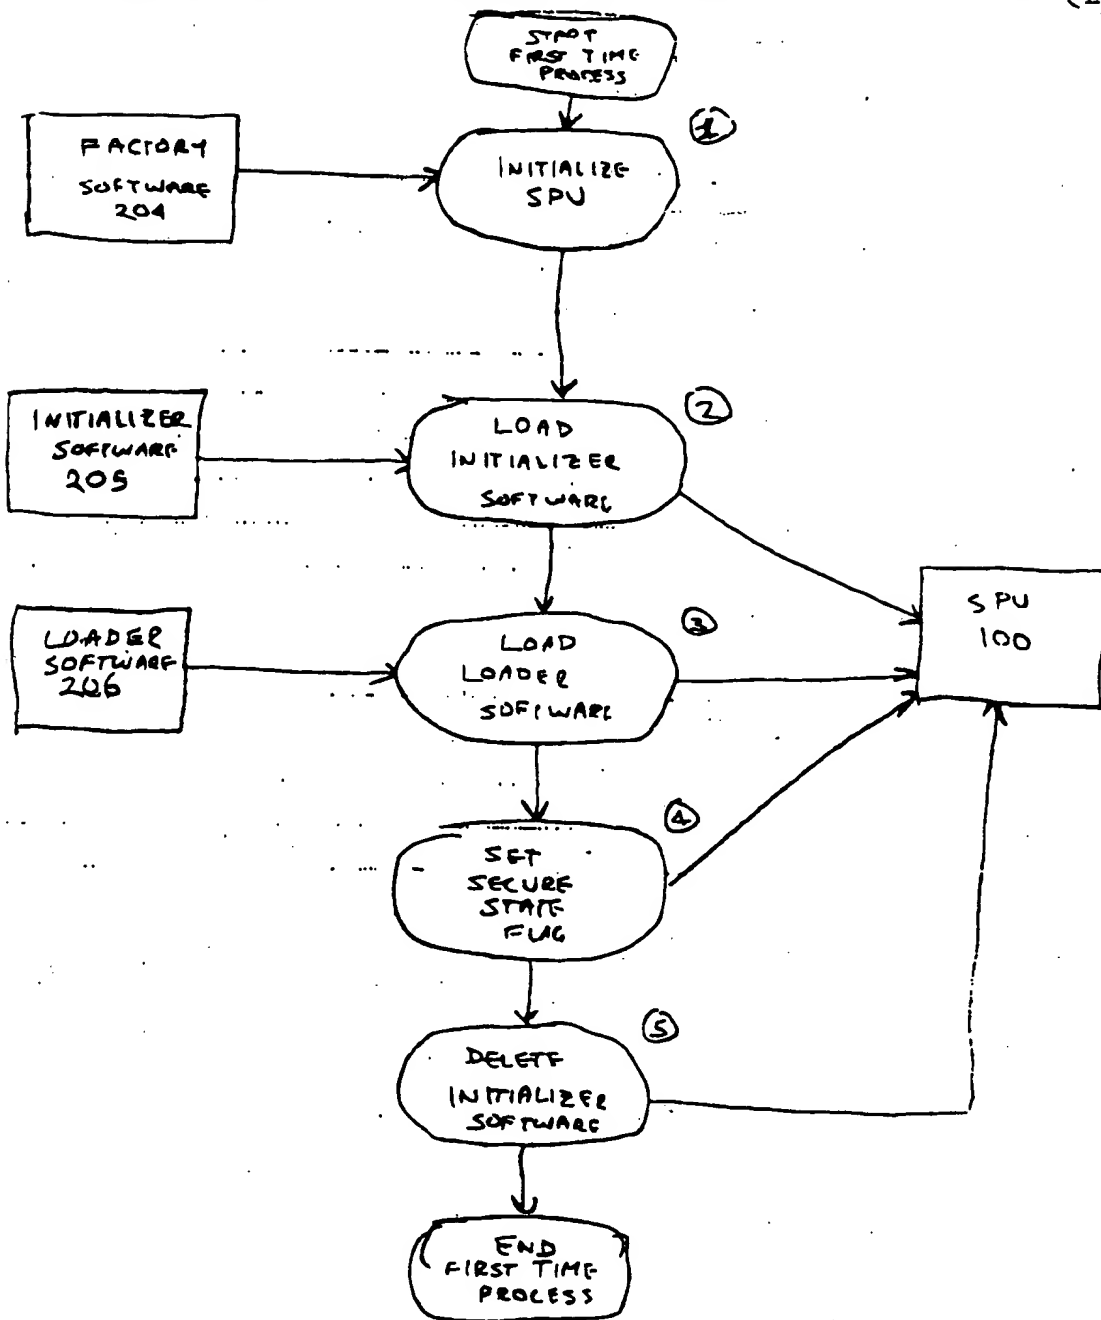 START
FIRST TIME
PROCESS
1
FACTORY
SOFTWARE
204
INITIALIZE
SPU
2
INITIALIZER
SOFTWARE
205
LOAD
INITIALIZER
SOFTWARE
SPU
100
3
LOADER
SOFTWARE
206
LOAD
LOADER
SOFTWARE
4
SET
SECURE
STATE
FLAG
5
DELETE
INITIALIZER
SOFTWARE
END
FIRST TIME
PROCESS